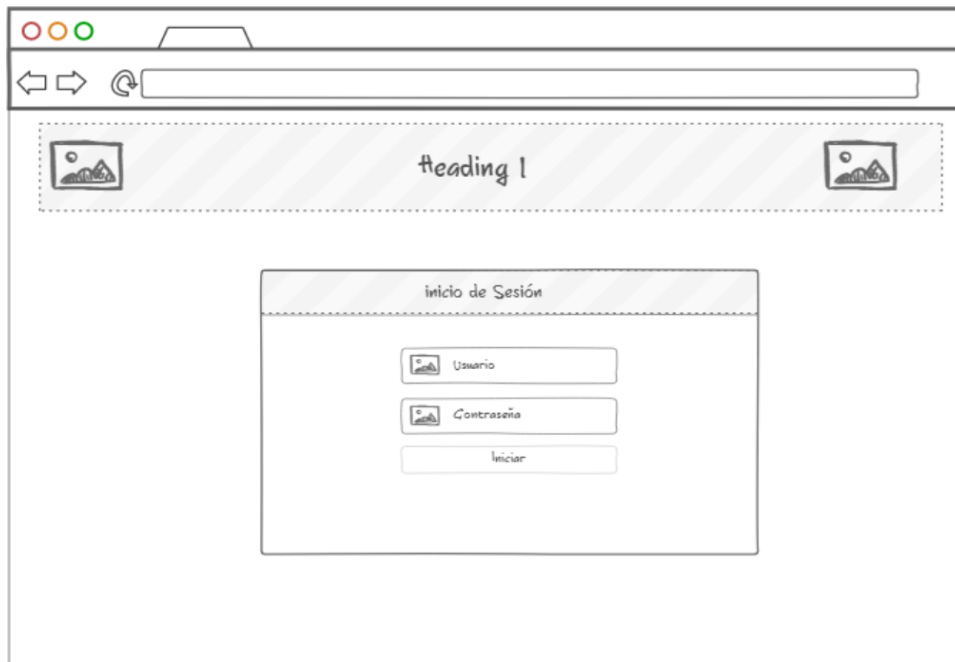 Heading 1
inicio de Sesión
Usuario
Contraseña
Iniciar